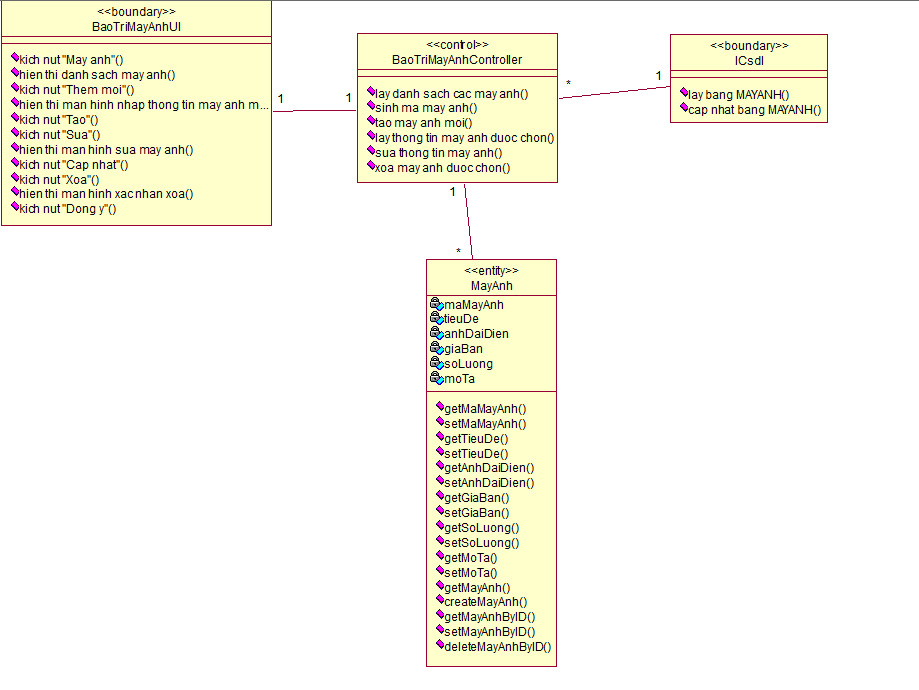 <<boundary>>
BaoTriMayAnhUI
kich nut "May anh"()
hien thi danh sach may anh()
kich nut "Them moi"()
hien thi man hinh nhap thong tin may anh m...
kich nut "Tao"()
kich nut "Sua"()
hien thi man hinh sua may anh()
kich nut "Cap nhat"()
kich nut "Xoa"()
hien thi man hinh xac nhan xoa()
kich nut "Dong y"()
1
1
<<control>>
BaoTriMayAnhController
lay danh sach cac may anh()
sinh ma may anh()
tao may anh moi()
lay thong tin may anh duoc chon()
sua thong tin may anh()
xoa may anh duoc chon()
*
1
<<boundary>>
ICsdl
lay bang MAYANH()
cap nhat bang MAYANH()
1
*
<<entity>>
MayAnh
maMayAnh
tieuDe
anhDaiDien
giaBan
soLuong
moTa
getMaMayAnh()
setMaMayAnh()
getTieuDe()
setTieuDe()
getAnhDaiDien()
setAnhDaiDien()
getGiaBan()
setGiaBan()
getSoLuong()
setSoLuong()
getMoTa()
setMoTa()
getMayAnh()
createMayAnh()
getMayAnhByID()
setMayAnhByID()
deleteMayAnhByID()